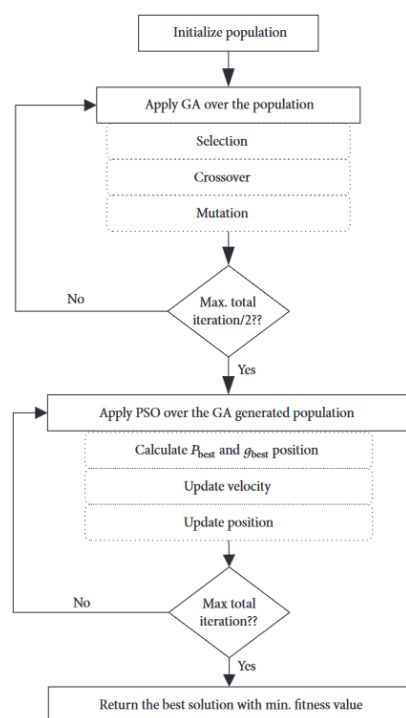 Initialize population
Apply GA over the population
Selection
Crossover
Mutation
No
Max. total
iteration/2??
Yes
Apply PSO over the GA generated population
Calculate Pbest and gbest position
Update velocity
Update position
No
Max total
iteration??
Yes
Return the best solution with min. fitness value